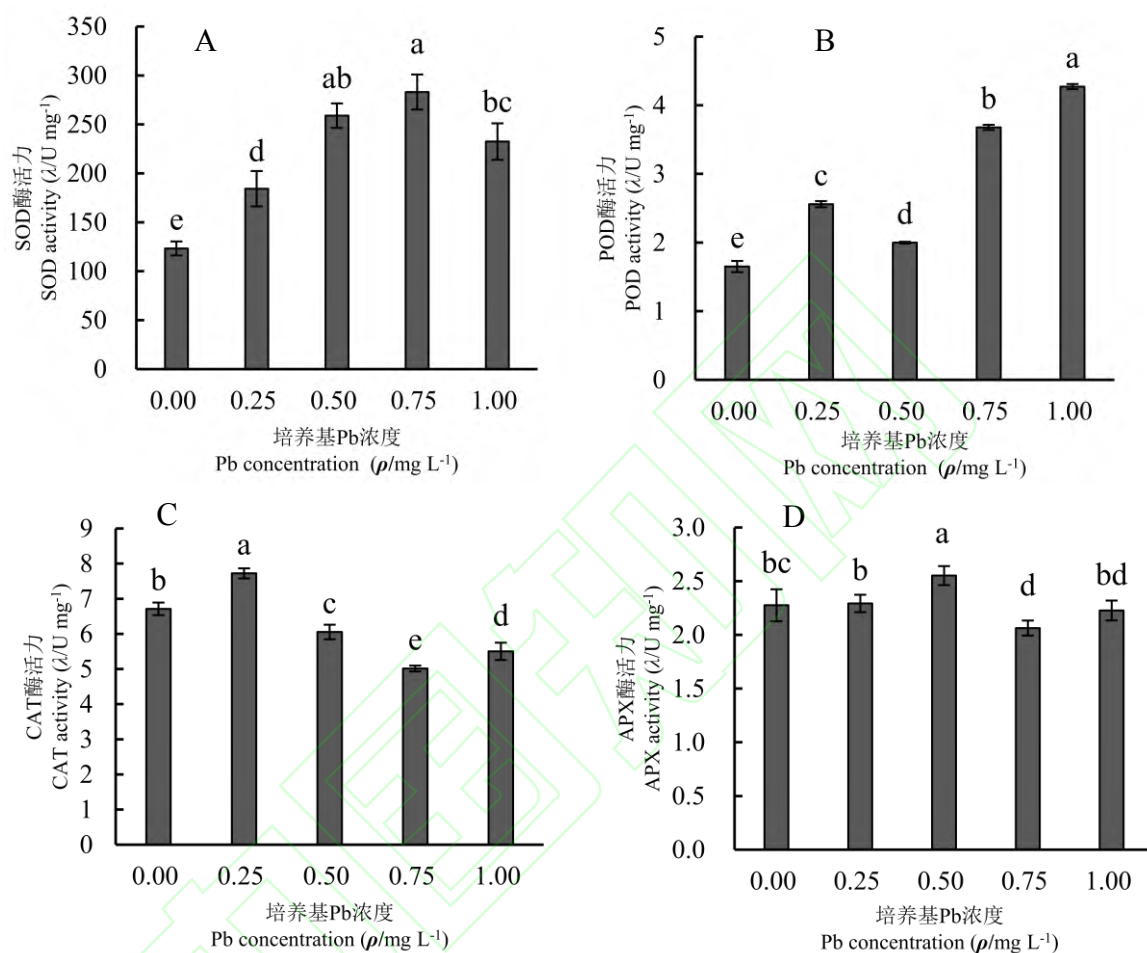 A
SOD酶活力
SOD activity (λ/U mg-1)
350
300
250
200
150
100
50
0
e
d
ab
a
bc
0.00 0.25 0.50 0.75 1.00
培养基Pb浓度
Pb concentration (ρ/mg L-1)
B
POD酶活力
POD activity (λ/U mg-1)
5
4
3
2
1
0
e
c
d
b
a
0.00 0.25 0.50 0.75 1.00
培养基Pb浓度
Pb concentration (ρ/mg L-1)
C
CAT酶活力
CAT activity (λ/U mg-1)
9
8
7
6
5
4
3
2
1
0
b
a
c
e
d
0.00 0.25 0.50 0.75 1.00
培养基Pb浓度
Pb concentration (ρ/mg L-1)
D
APX酶活力
APX activity (λ/U mg-1)
3.0
2.5
2.0
1.5
1.0
0.5
0.0
bc
b
a
d
bd
0.00 0.25 0.50 0.75 1.00
培养基Pb浓度
Pb concentration (ρ/mg L-1)